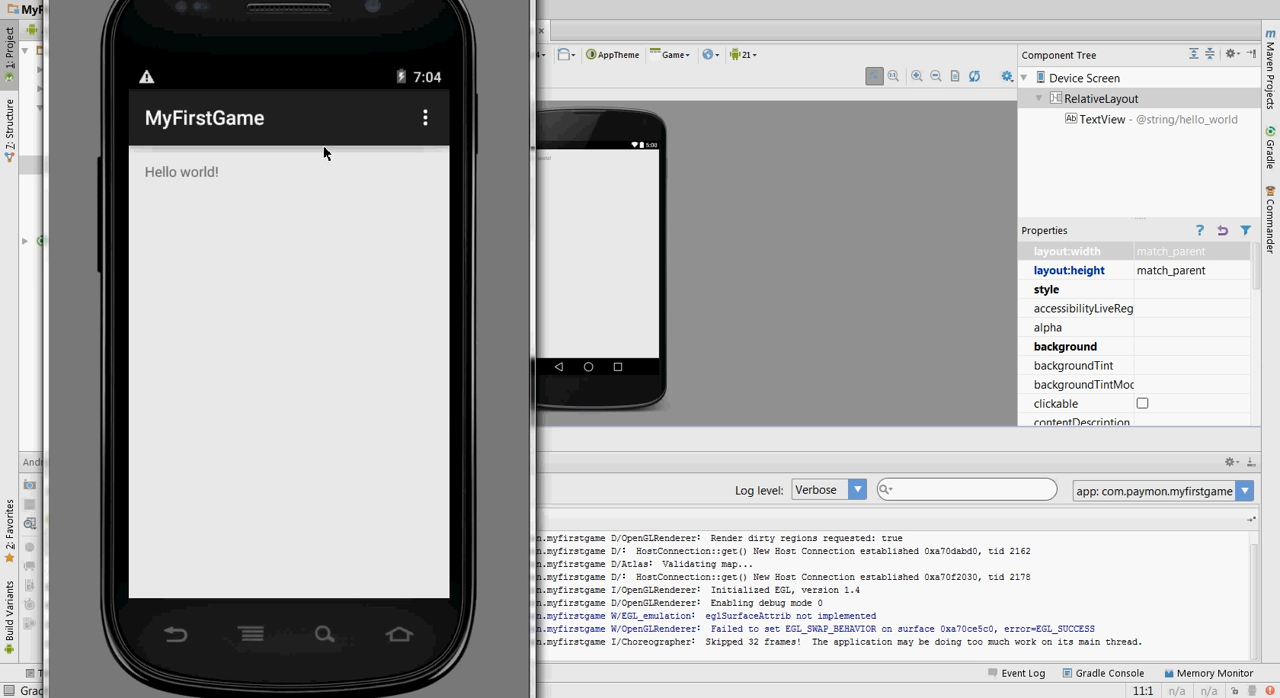 MyF
1: Project
7: Structure
2: Favorites
Build Variants
7:04
MyFirstGame
Hello world!
AppTheme
Game
21
5:00
Component Tree
Device Screen
RelativeLayout
TextView - @string/hello_world
Properties
layout:width match_parent
layout:height match_parent
style
accessibilityLiveReg
alpha
background
backgroundTint
backgroundTintMod
clickable
contentDescription
Maven Projects
Gradle
Commander
Andr
Log level: Verbose
app: com.paymon.myfirstgame
n.myfirstgame D/OpenGLRenderer: Render dirty regions requested: true
n.myfirstgame D/: HostConnection::get() New Host Connection established 0xa70dabd0, tid 2162
n.myfirstgame D/Atlas: Validating map...
n.myfirstgame D/: HostConnection::get() New Host Connection established 0xa70f2030, tid 2178
n.myfirstgame I/OpenGLRenderer: Initialized EGL, version 1.4
n.myfirstgame D/OpenGLRenderer: Enabling debug mode 0
n.myfirstgame W/EGL_emulation: eglSurfaceAttrib not implemented
n.myfirstgame W/OpenGLRenderer: Failed to set EGL_SWAP_BEHAVIOR on surface 0xa70ce5c0, error=EGL_SUCCESS
n.myfirstgame I/Choreographer: Skipped 32 frames! The application may be doing too much work on its main thread.
Event Log
Gradle Console
Memory Monitor
Grad
11:1
n/a
n/a